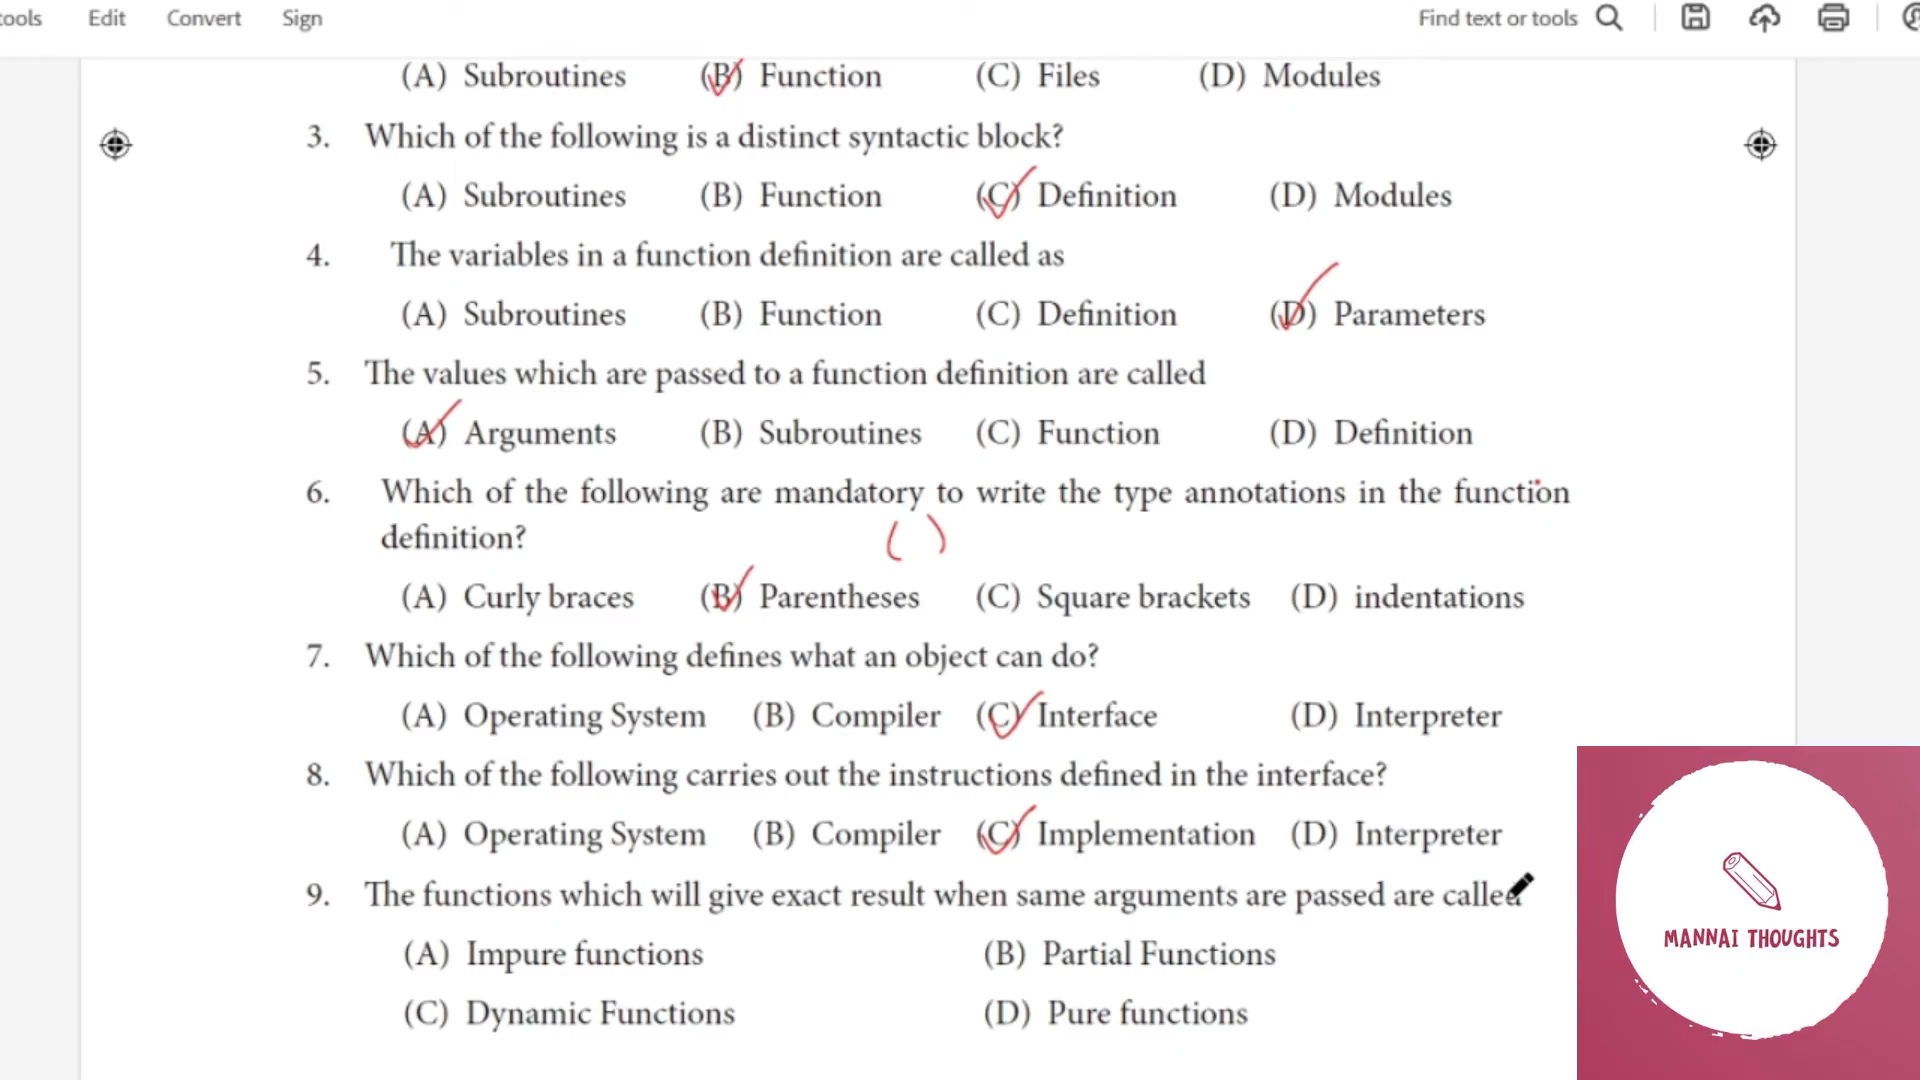 tools Edit Convert Sign Find text or tools
(A) Subroutines (B) Function (C) Files (D) Modules
3. Which of the following is a distinct syntactic block?
(A) Subroutines (B) Function (C) Definition (D) Modules
4. The variables in a function definition are called as
(A) Subroutines (B) Function (C) Definition (D) Parameters
5. The values which are passed to a function definition are called
(A) Arguments (B) Subroutines (C) Function (D) Definition
6. Which of the following are mandatory to write the type annotations in the function
definition? ( )
(A) Curly braces (B) Parentheses (C) Square brackets (D) indentations
7. Which of the following defines what an object can do?
(A) Operating System (B) Compiler (C) Interface (D) Interpreter
8. Which of the following carries out the instructions defined in the interface?
(A) Operating System (B) Compiler (C) Implementation (D) Interpreter
9. The functions which will give exact result when same arguments are passed are called
(A) Impure functions (B) Partial Functions
(C) Dynamic Functions (D) Pure functions
MANNAI THOUGHTS